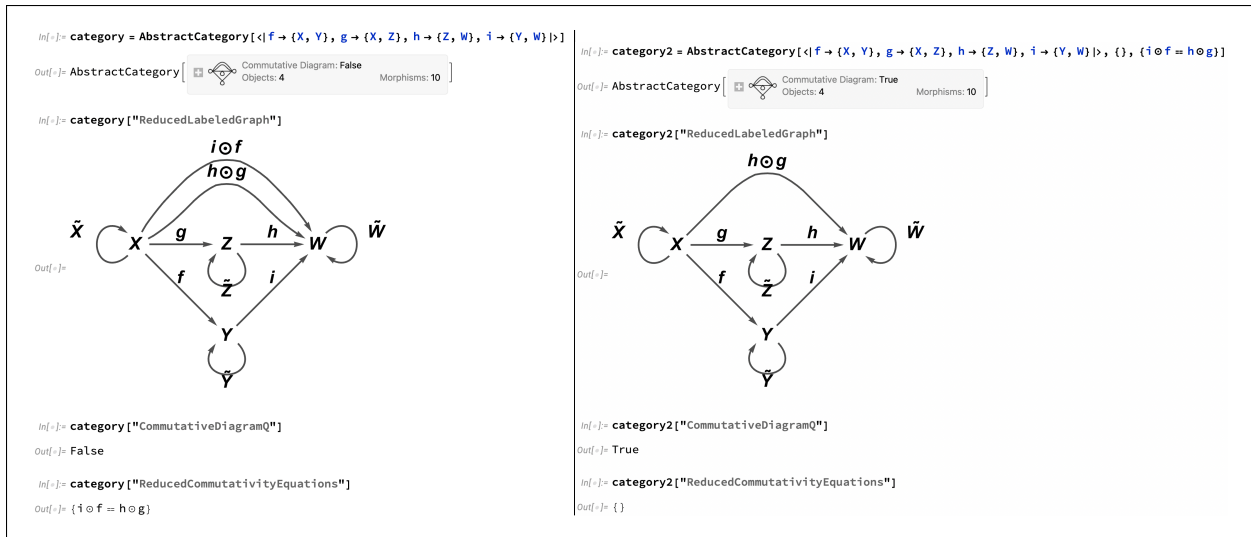 In[◦]:= category = AbstractCategory[<|f → {X, Y}, g → {X, Z}, h → {Z, W}, i → {Y, W}|>]
Out[◦]= AbstractCategory[
Commutative Diagram: False
Objects: 4 Morphisms: 10
]
In[◦]:= category["ReducedLabeledGraph"]
i⊙f
h⊙g
X̃ X g Z h W W̃
Out[◦]=
f Z̃ i
Y
Ỹ
In[◦]:= category["CommutativeDiagramQ"]
Out[◦]= False
In[◦]:= category["ReducedCommutativityEquations"]
Out[◦]= {i ⊙ f == h ⊙ g}
In[◦]:= category2 = AbstractCategory[<|f → {X, Y}, g → {X, Z}, h → {Z, W}, i → {Y, W}|>, {}, {i ⊙ f == h ⊙ g}]
Out[◦]= AbstractCategory[
Commutative Diagram: True
Objects: 4 Morphisms: 10
]
In[◦]:= category2["ReducedLabeledGraph"]
h⊙g
X̃ X g Z h W W̃
Out[◦]=
f Z̃ i
Y
Ỹ
In[◦]:= category2["CommutativeDiagramQ"]
Out[◦]= True
In[◦]:= category2["ReducedCommutativityEquations"]
Out[◦]= {}